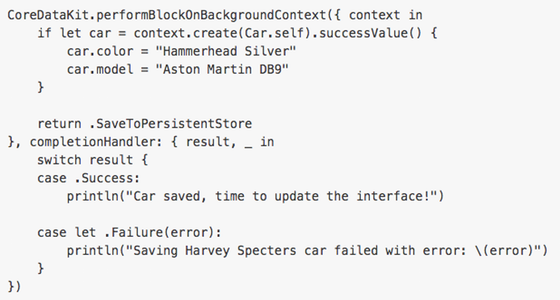 CoreDataKit.performBlockOnBackgroundContext({ context in
    if let car = context.create(Car.self).successValue() {
        car.color = "Hammerhead Silver"
        car.model = "Aston Martin DB9"
    }

    return .SaveToPersistentStore
}, completionHandler: { result, _ in
    switch result {
    case .Success:
        println("Car saved, time to update the interface!")

    case let .Failure(error):
        println("Saving Harvey Specters car failed with error: \(error)")
    }
})